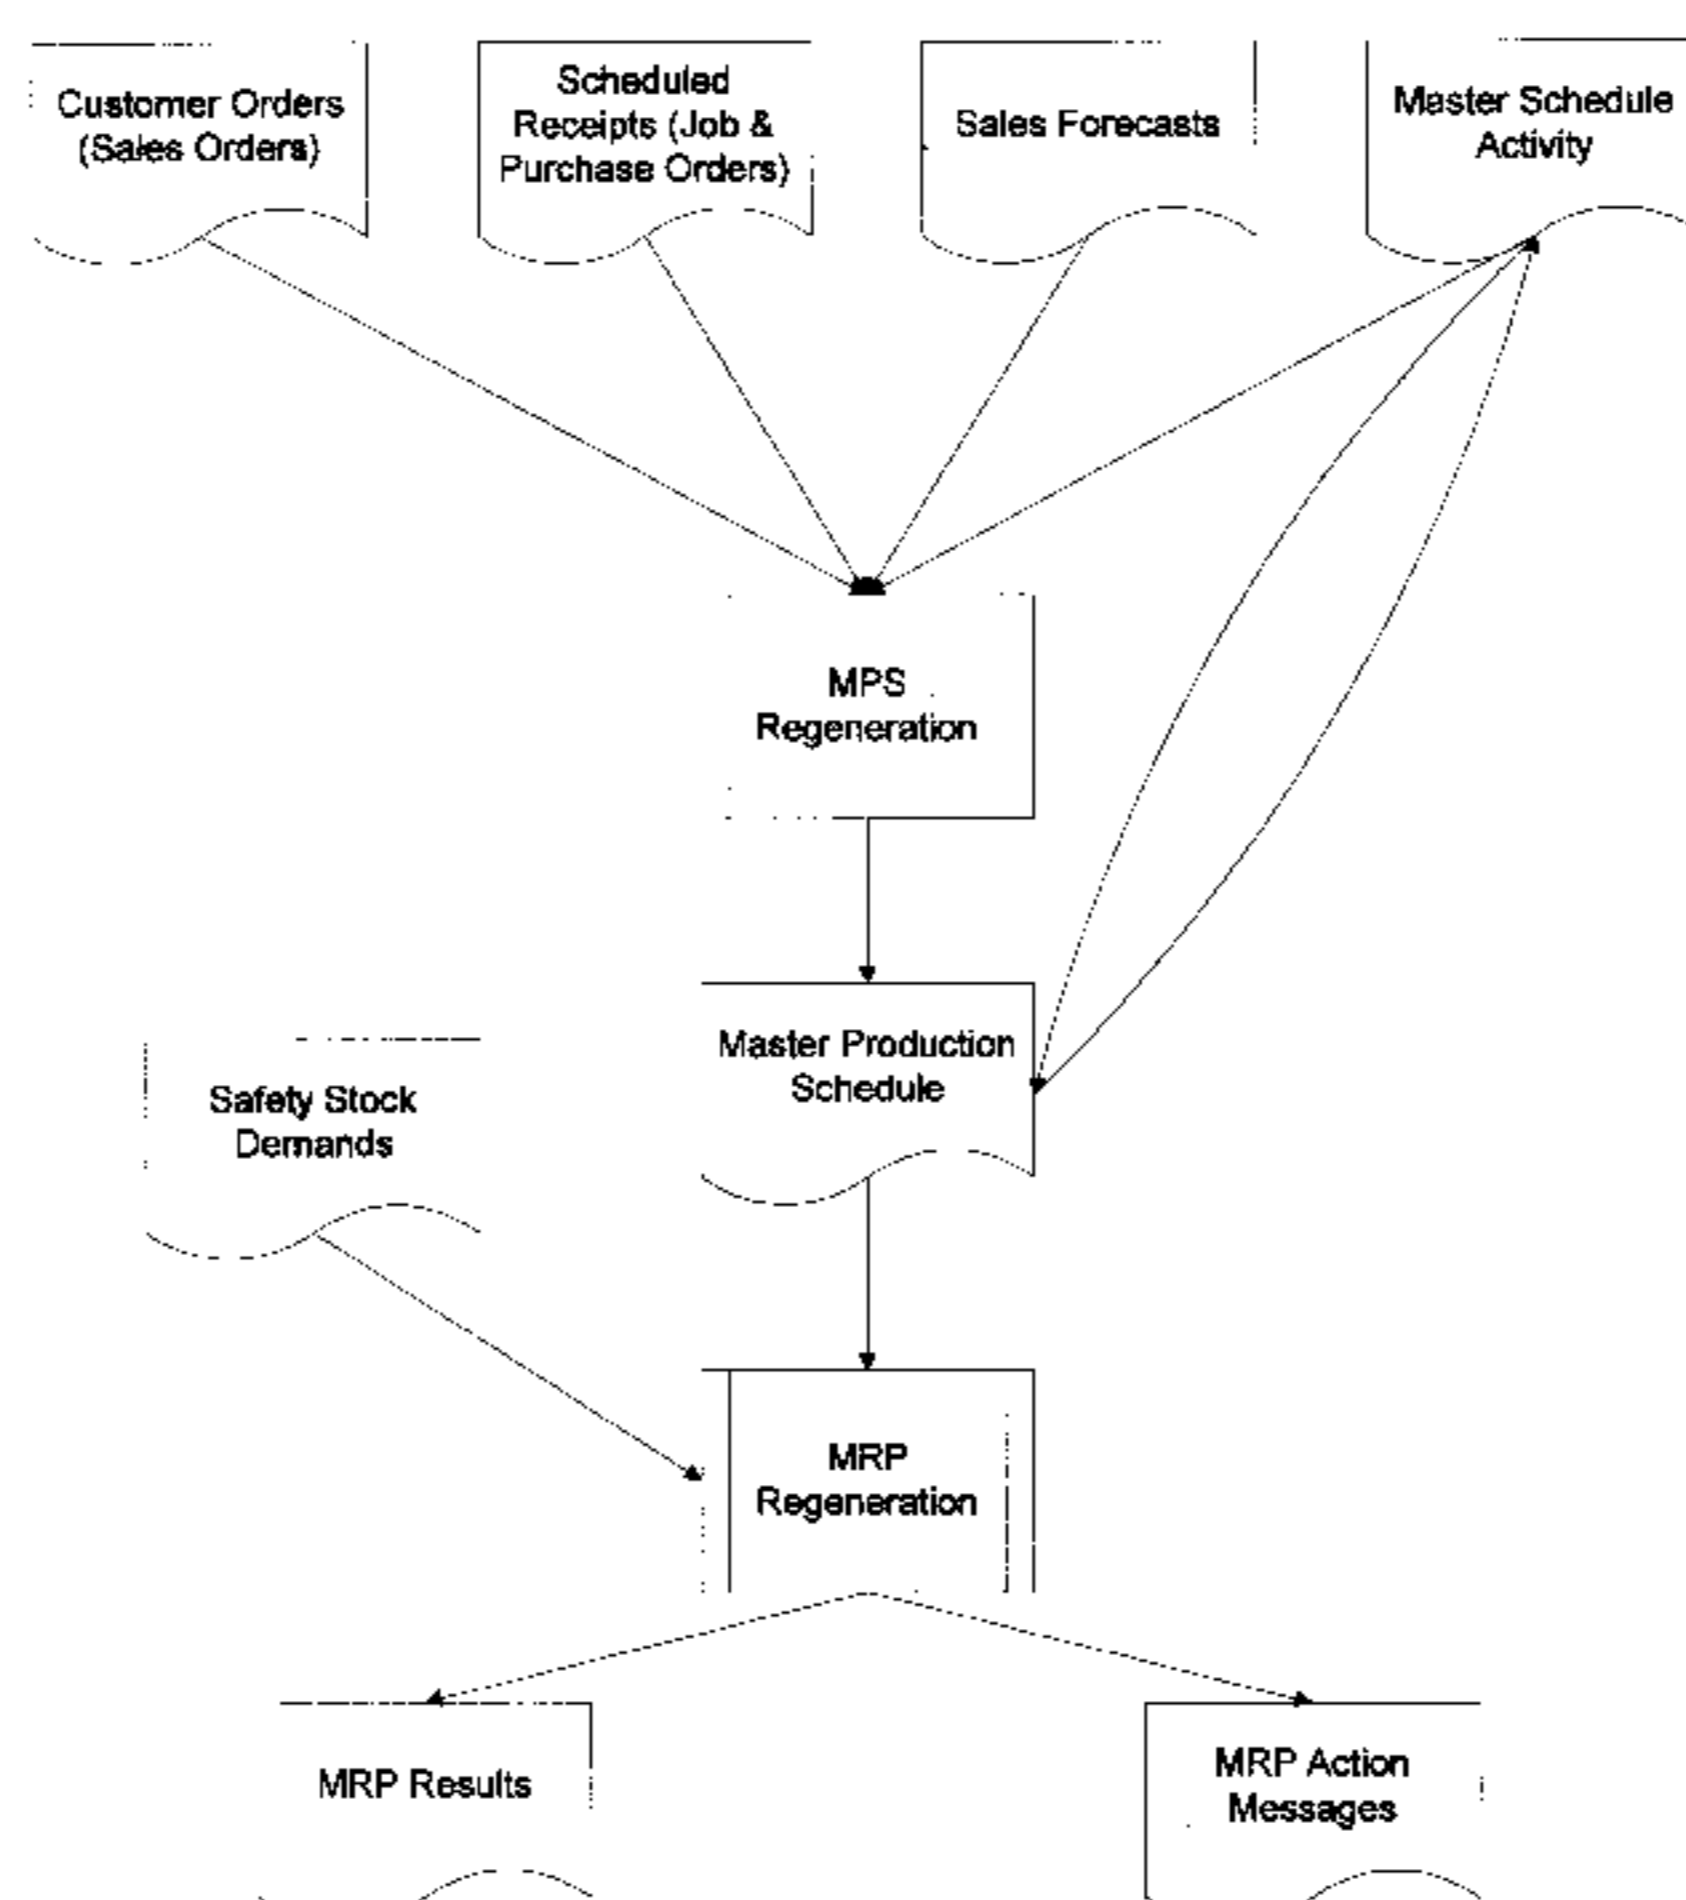 Customer Orders
(Sales Orders)
Scheduled
Receipts (Job &
Purchase Orders)
Sales Forecasts
Master Schedule
Activity
MPS
Regeneration
Master Production
Schedule
Safety Stock
Demands
MRP
Regeneration
MRP Results
MRP Action
Messages